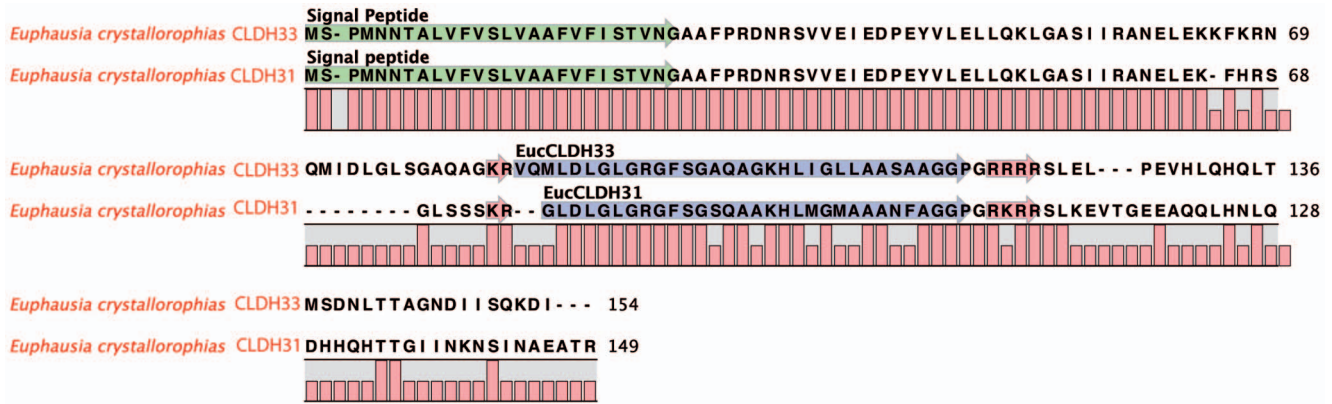 Signal Peptide
Euphausia crystallorophias CLDH33 MS-PMNNTALVFVSLVAAFVFISTVNGAAFPRDNRSVVEIEDPEYVLELLQKLGASIIRANELEKKFKRN 69
Signal peptide
Euphausia crystallorophias CLDH31 MS-PMNNTALVFVSLVAAFVFISTVNGAAFPRDNRSVVEIEDPEYVLELLQKLGASIIRANELEK-FHRS 68
EucCLDH33
Euphausia crystallorophias CLDH33 QMIDLGLSGAQAGKRVQMLDLGLGRGFSGAQAGKHLIGLLAASAAGGPGRRRRSLEL---PEVHLQHQLT 136
EucCLDH31
Euphausia crystallorophias CLDH31 --------GLSSSKR--GLDLGLGRGFSGSQAAKHLMGMAAANFAGGPGRKRRSLKEVTGEEAQQLHNLQ 128
Euphausia crystallorophias CLDH33 MSDNLTTAGNDIISQKDI--- 154
Euphausia crystallorophias CLDH31 DHHQHTTGIINKNSINAEATR 149